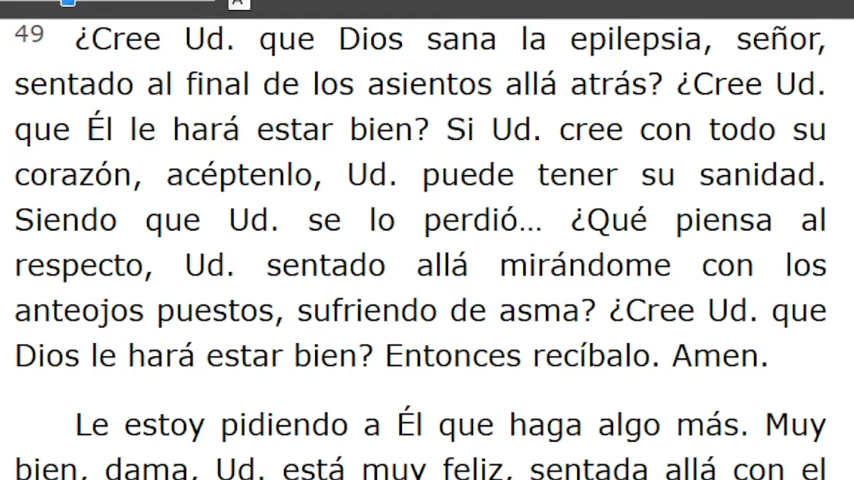 49 ¿Cree Ud. que Dios sana la epilepsia, señor,
sentado al final de los asientos allá atrás? ¿Cree Ud.
que Él le hará estar bien? Si Ud. cree con todo su
corazón, acéptenlo, Ud. puede tener su sanidad.
Siendo que Ud. se lo perdió... ¿Qué piensa al
respecto, Ud. sentado allá mirándome con los
anteojos puestos, sufriendo de asma? ¿Cree Ud. que
Dios le hará estar bien? Entonces recíbalo. Amen.
Le estoy pidiendo a Él que haga algo más. Muy
bien, dama, Ud. está muy feliz, sentada allá con el